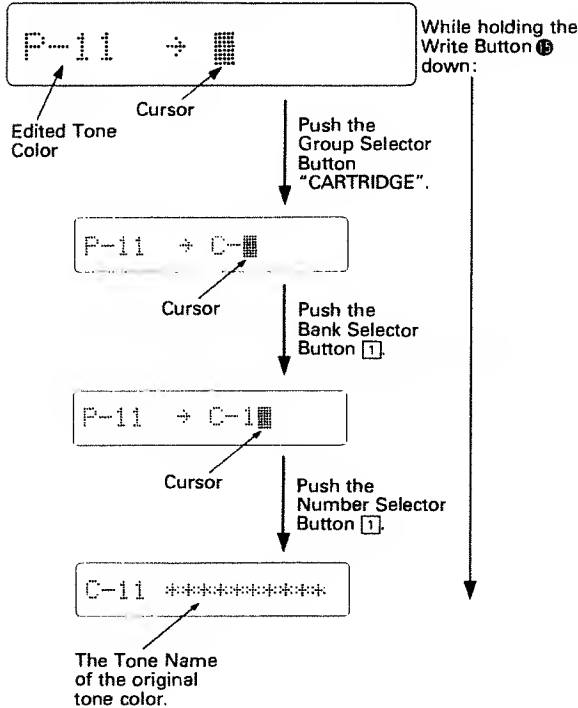 P-11 → 
While holding the
Write Button ⓯
down:
Edited Tone
Color
Cursor
Push the
Group Selector
Button
"CARTRIDGE".
P-11 → C-
Cursor
Push the
Bank Selector
Button 1.
P-11 → C-1
Cursor
Push the
Number Selector
Button 1.
C-11 **********
The Tone Name
of the original
tone color.